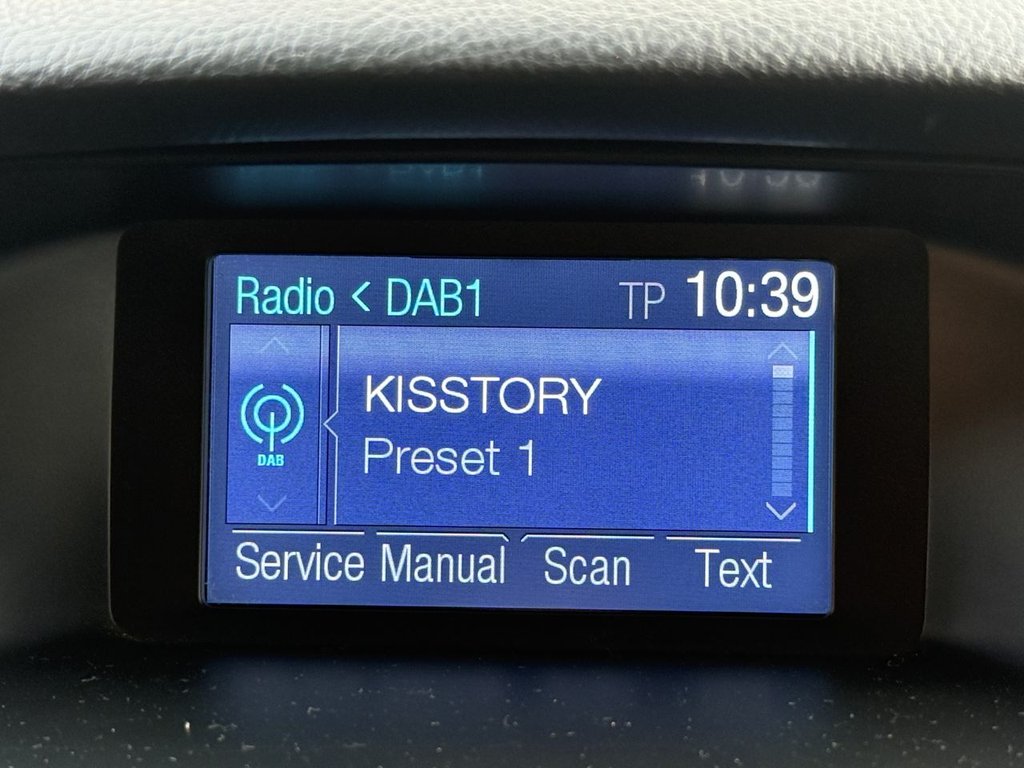 Radio < DAB1 TP 10:39
KISSTORY
Preset 1
DAB
Service Manual Scan Text